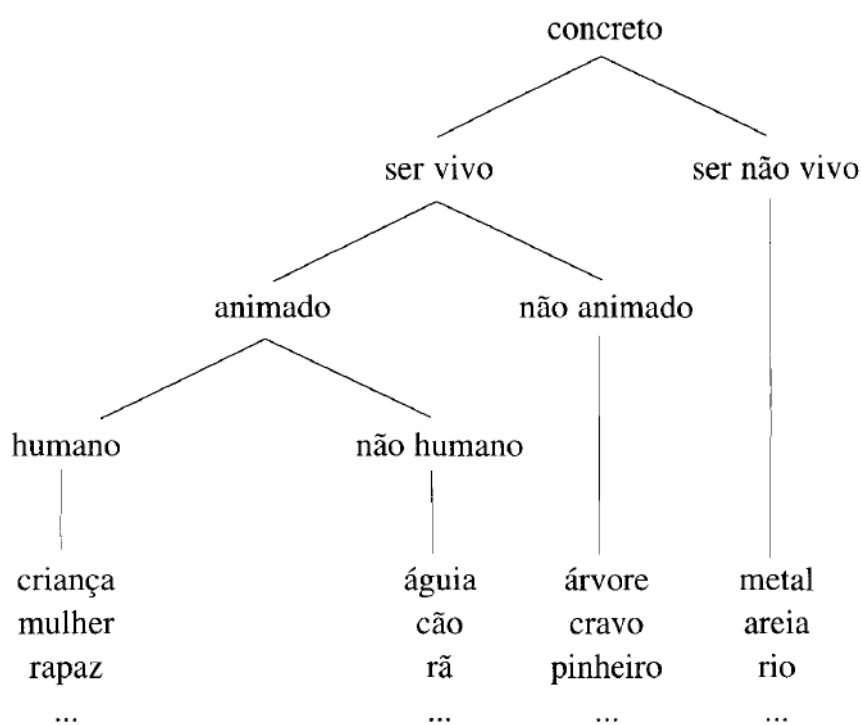 concreto
ser vivo ser não vivo
animado não animado
humano não humano
criança águia árvore metal
mulher cão cravo areia
rapaz rã pinheiro rio
... ... ... ...